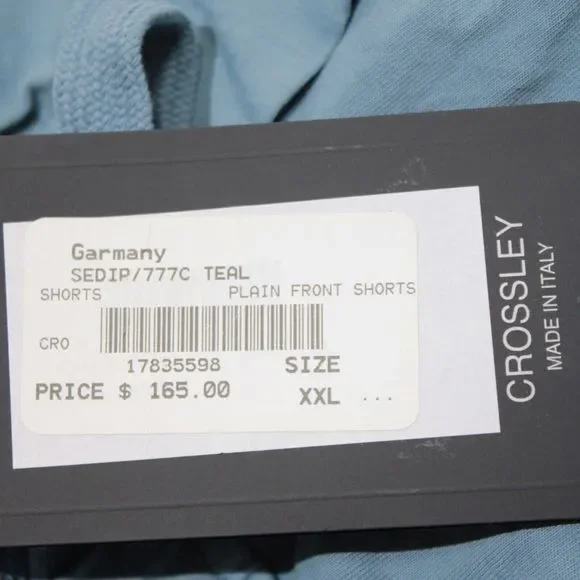 Garmany
SEDIP/777C TEAL
SHORTS PLAIN FRONT SHORTS
CRO
17835598 SIZE
PRICE $ 165.00 XXL ...
CROSSLEY
MADE IN ITALY